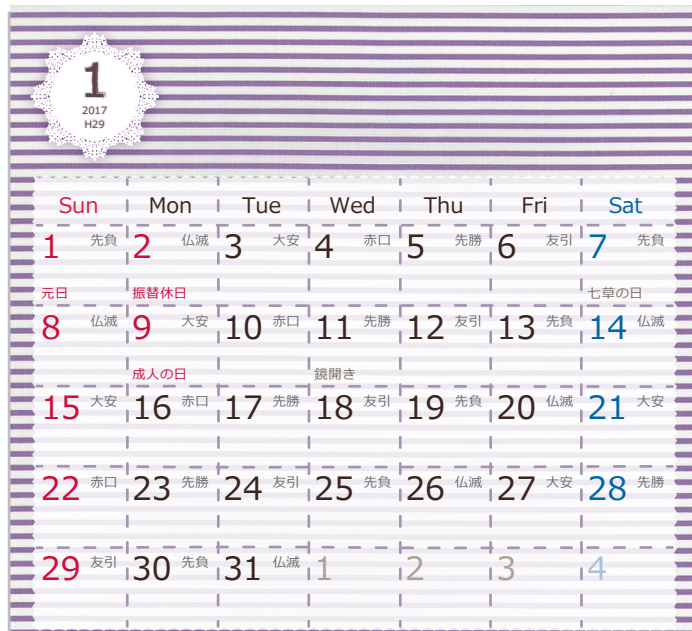 1
2017
H29
Sun Mon Tue Wed Thu Fri Sat
1 先負 2 仏滅 3 大安 4 赤口 5 先勝 6 友引 7 先負
元日 振替休日 七草の日
8 仏滅 9 大安 10 赤口 11 先勝 12 友引 13 先負 14 仏滅
成人の日 鏡開き
15 大安 16 赤口 17 先勝 18 友引 19 先負 20 仏滅 21 大安
22 赤口 23 先勝 24 友引 25 先負 26 仏滅 27 大安 28 先勝
29 友引 30 先負 31 仏滅 1 2 3 4